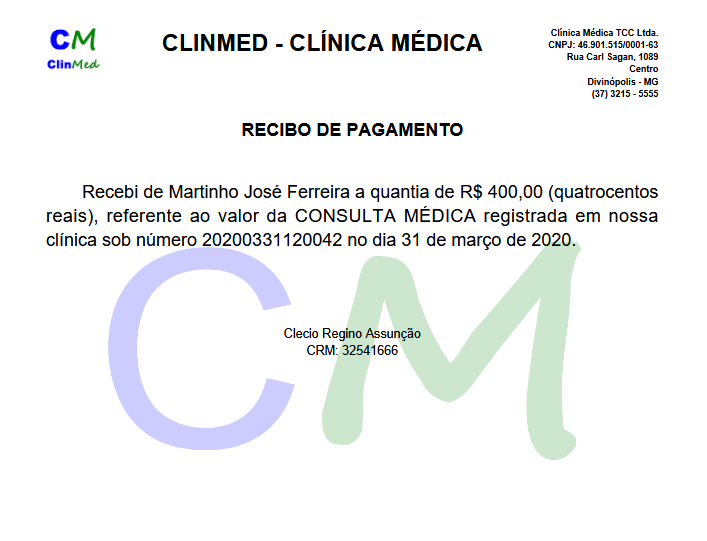 CM
ClinMed
CLINMED - CLÍNICA MÉDICA
Clínica Médica TCC Ltda.
CNPJ: 46.901.515/0001-63
Rua Carl Sagan, 1089
Centro
Divinópolis - MG
(37) 3215 - 5555
RECIBO DE PAGAMENTO
Recebi de Martinho José Ferreira a quantia de R$ 400,00 (quatrocentos
reais), referente ao valor da CONSULTA MÉDICA registrada em nossa
clínica sob número 20200331120042 no dia 31 de março de 2020.
CM
Clecio Regino Assunção
CRM: 32541666